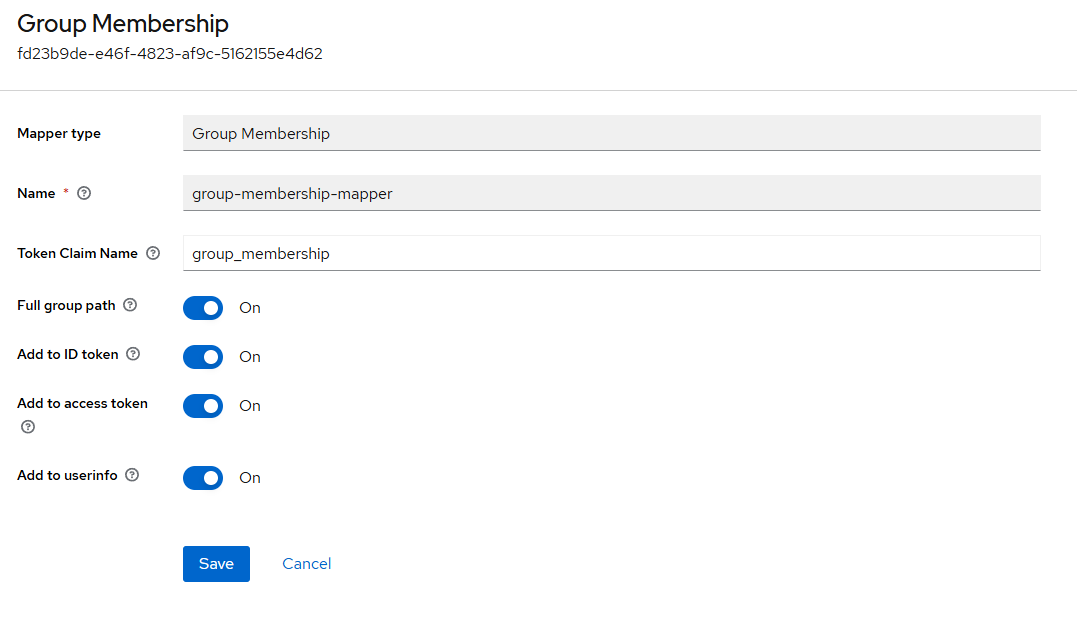 Group Membership
fd23b9de-e46f-4823-af9c-5162155e4d62
Mapper type
Group Membership
Name *
group-membership-mapper
Token Claim Name
group_membership
Full group path
On
Add to ID token
On
Add to access token
On
Add to userinfo
On
Save
Cancel